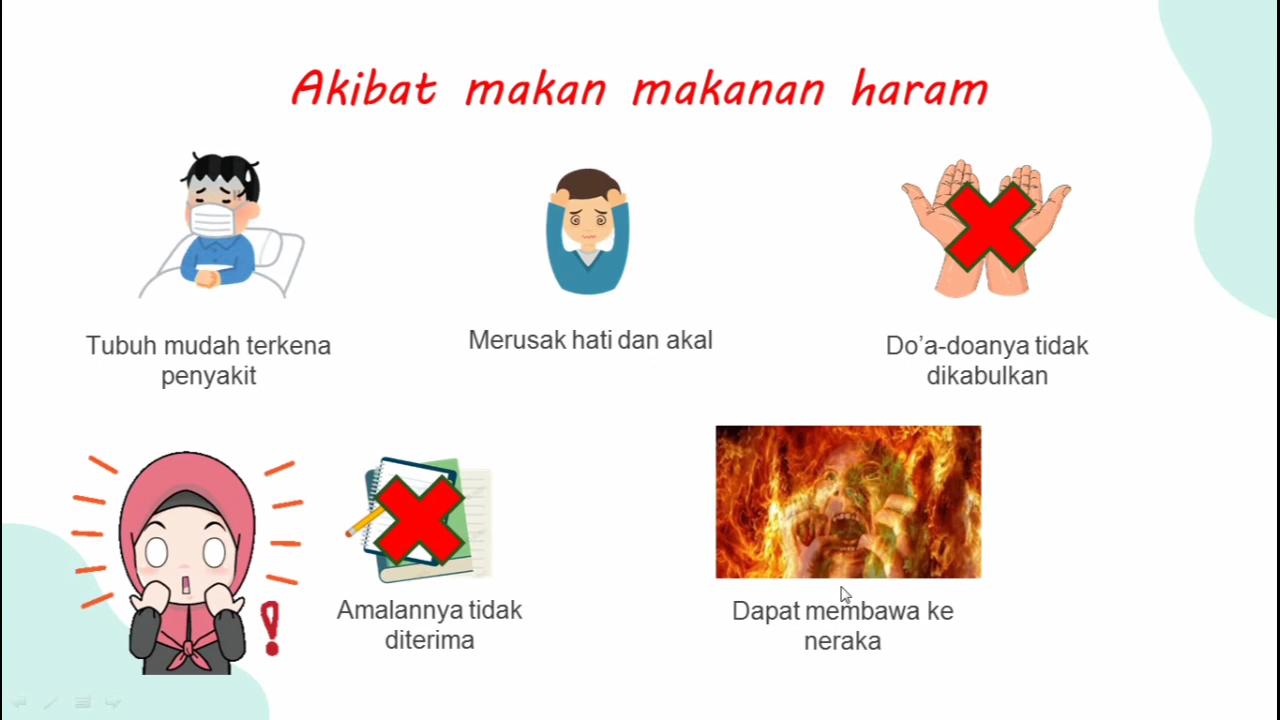 Akibat makan makanan haram
Tubuh mudah terkena
penyakit
Merusak hati dan akal
Do’a-doanya tidak
dikabulkan
Amalannya tidak
diterima
Dapat membawa ke
neraka